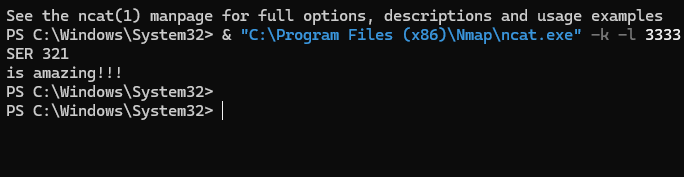 See the ncat(1) manpage for full options, descriptions and usage examples
PS C:\Windows\System32> & "C:\Program Files (x86)\Nmap\ncat.exe" -k -l 3333
SER 321
is amazing!!!
PS C:\Windows\System32>
PS C:\Windows\System32>